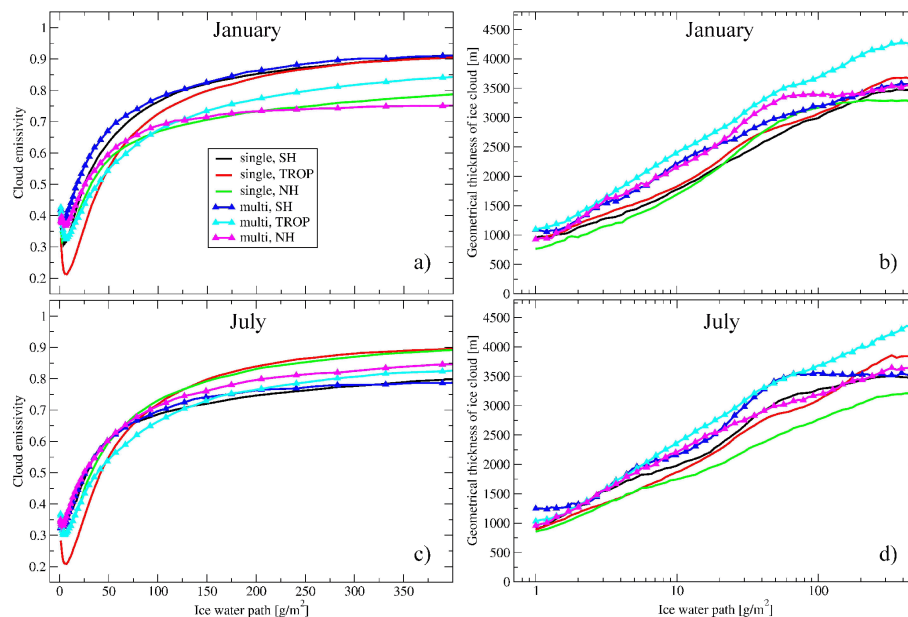 January
1
0.9
0.8
0.7
0.6
0.5
0.4
0.3
0.2
Cloud emissivity
single, SH
single, TROP
single, NH
multi, SH
multi, TROP
multi, NH
a)
January
4500
4000
3500
3000
2500
2000
1500
1000
500
0
Geometrical thickness of ice cloud [m]
b)
July
1
0.9
0.8
0.7
0.6
0.5
0.4
0.3
0.2
Cloud emissivity
c)
0 50 100 150 200 250 300 350
Ice water path [g/m²]
July
4500
4000
3500
3000
2500
2000
1500
1000
500
0
Geometrical thickness of ice cloud [m]
d)
1 10 100
Ice water path [g/m²]